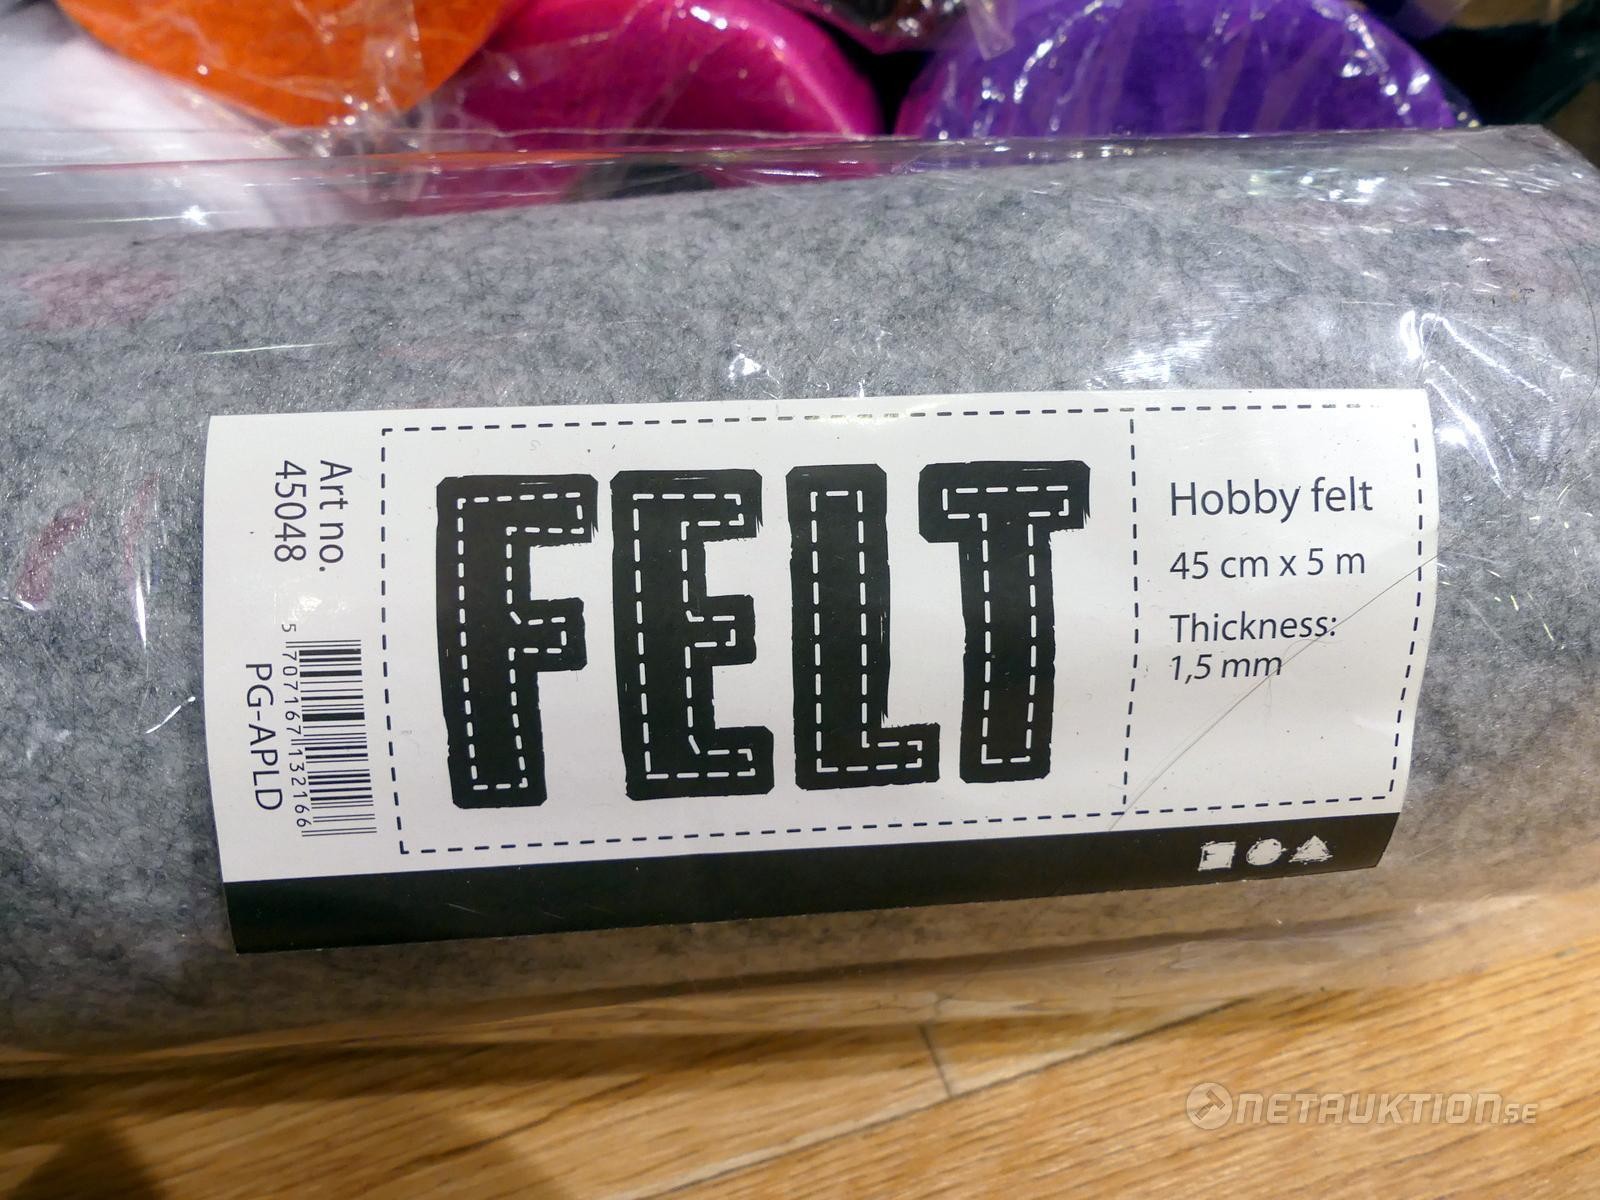 Art no.
45048
5 707167 132166
PG-APLD
FELT
Hobby felt
45 cm x 5 m
Thickness:
1,5 mm
NETAUKTION.SE